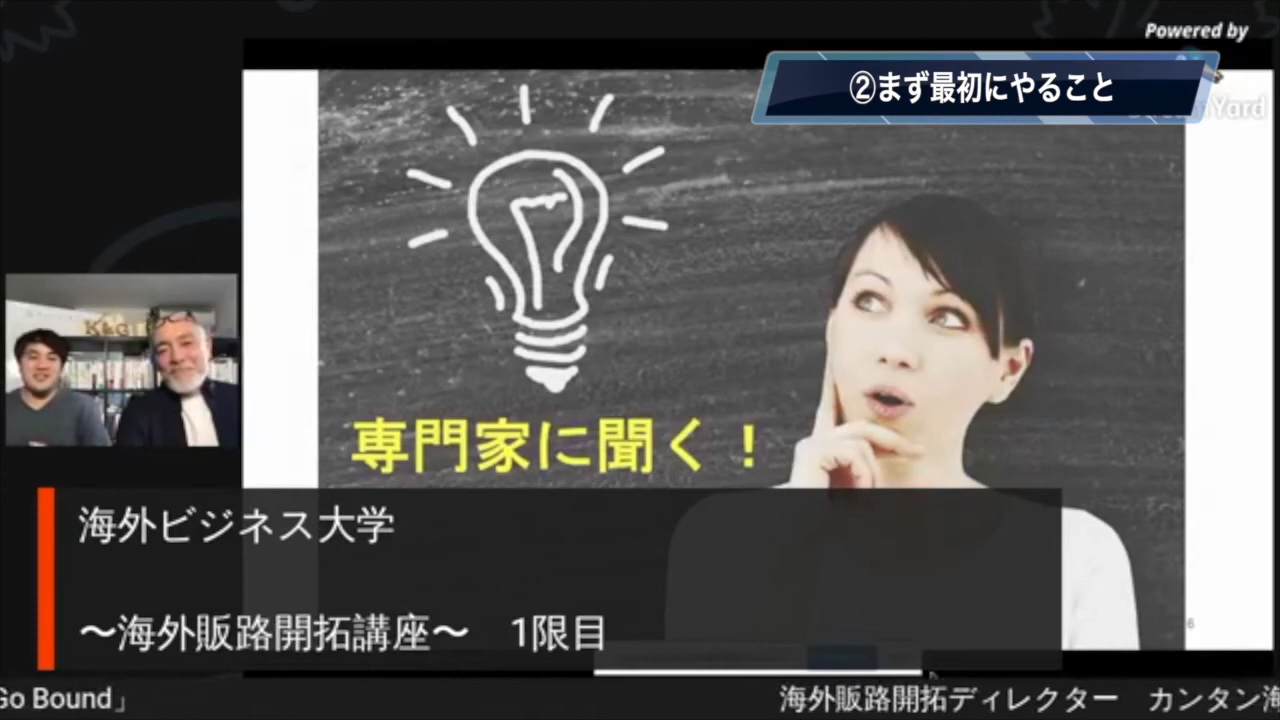 Powered by
②まず最初にやること
Yard
専門家に聞く！
海外ビジネス大学
〜海外販路開拓講座〜 1限目
6
Go Bound」
海外販路開拓ディレクター カンタン海